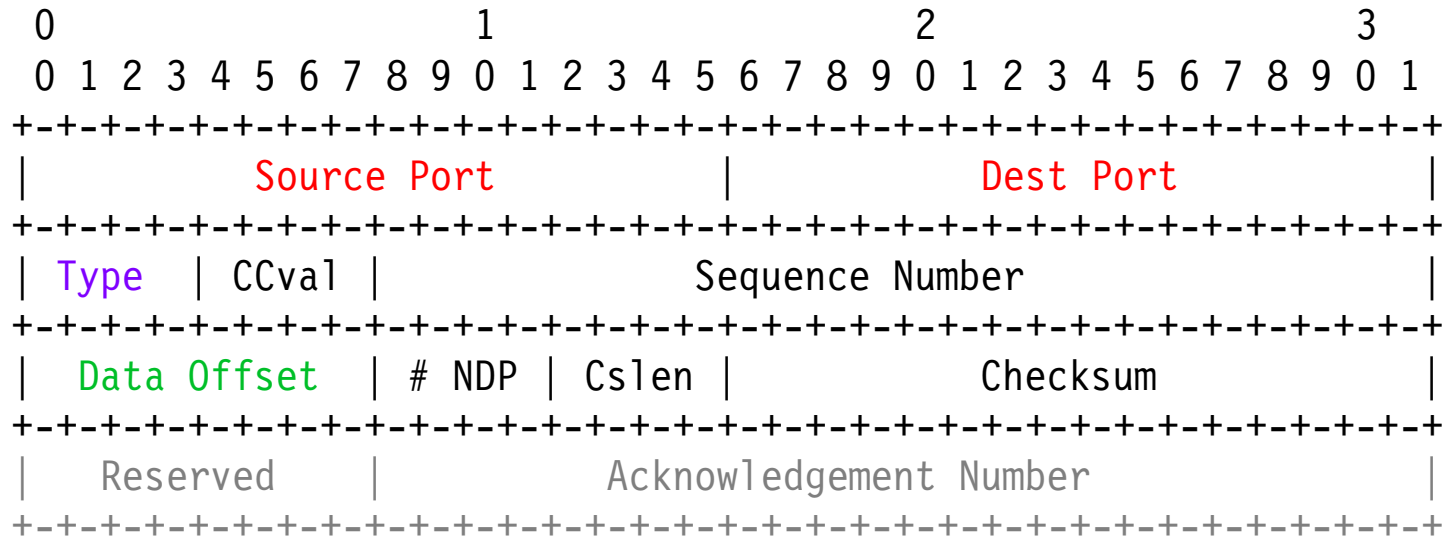 0                   1                   2                   3
 0 1 2 3 4 5 6 7 8 9 0 1 2 3 4 5 6 7 8 9 0 1 2 3 4 5 6 7 8 9 0 1
+-+-+-+-+-+-+-+-+-+-+-+-+-+-+-+-+-+-+-+-+-+-+-+-+-+-+-+-+-+-+-+-+
|          Source Port          |           Dest Port           |
+-+-+-+-+-+-+-+-+-+-+-+-+-+-+-+-+-+-+-+-+-+-+-+-+-+-+-+-+-+-+-+-+
| Type  | CCval |              Sequence Number                  |
+-+-+-+-+-+-+-+-+-+-+-+-+-+-+-+-+-+-+-+-+-+-+-+-+-+-+-+-+-+-+-+-+
|  Data Offset  | # NDP | Cslen |           Checksum            |
+-+-+-+-+-+-+-+-+-+-+-+-+-+-+-+-+-+-+-+-+-+-+-+-+-+-+-+-+-+-+-+-+
|   Reserved    |          Acknowledgement Number               |
+-+-+-+-+-+-+-+-+-+-+-+-+-+-+-+-+-+-+-+-+-+-+-+-+-+-+-+-+-+-+-+-+